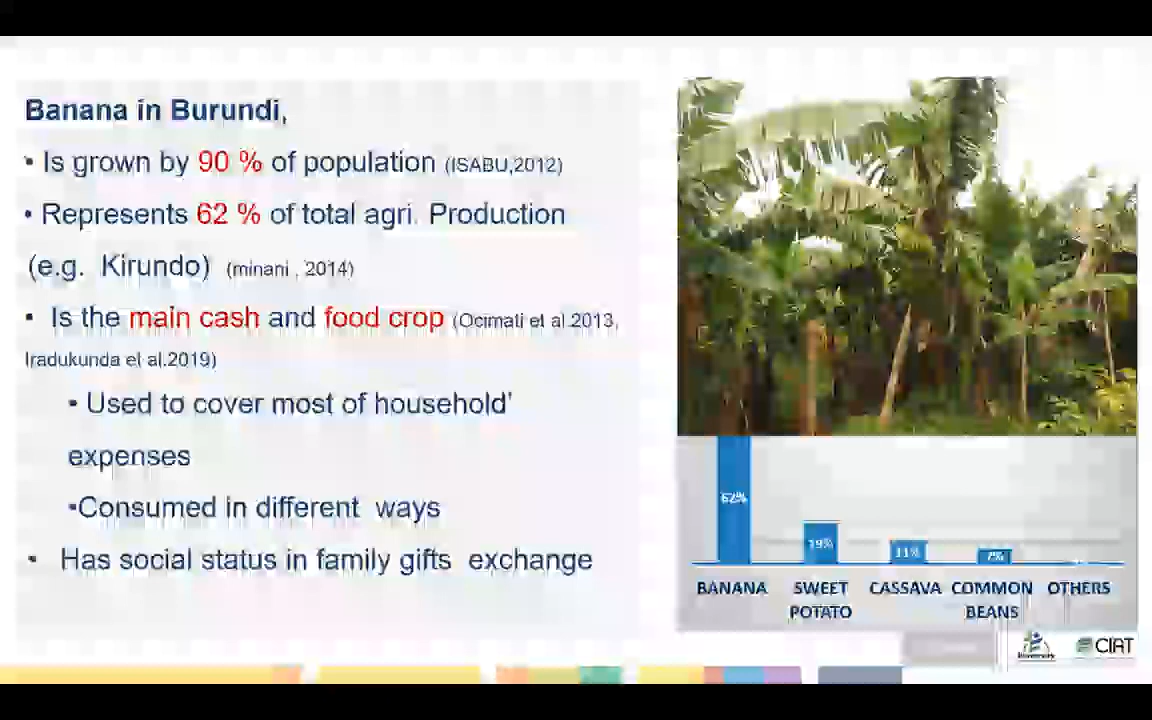 Banana in Burundi,
• Is grown by 90 % of population (ISABU,2012)
• Represents 62 % of total agri. Production
(e.g. Kirundo) (minani , 2014)
• Is the main cash and food crop (Ocimati et al.2013,
Iradukunda et al.2019)
• Used to cover most of household'
expenses
•Consumed in different ways
• Has social status in family gifts exchange
62%
19%
11%
7%
BANANA SWEET CASSAVA COMMON OTHERS
POTATO BEANS
CIAT